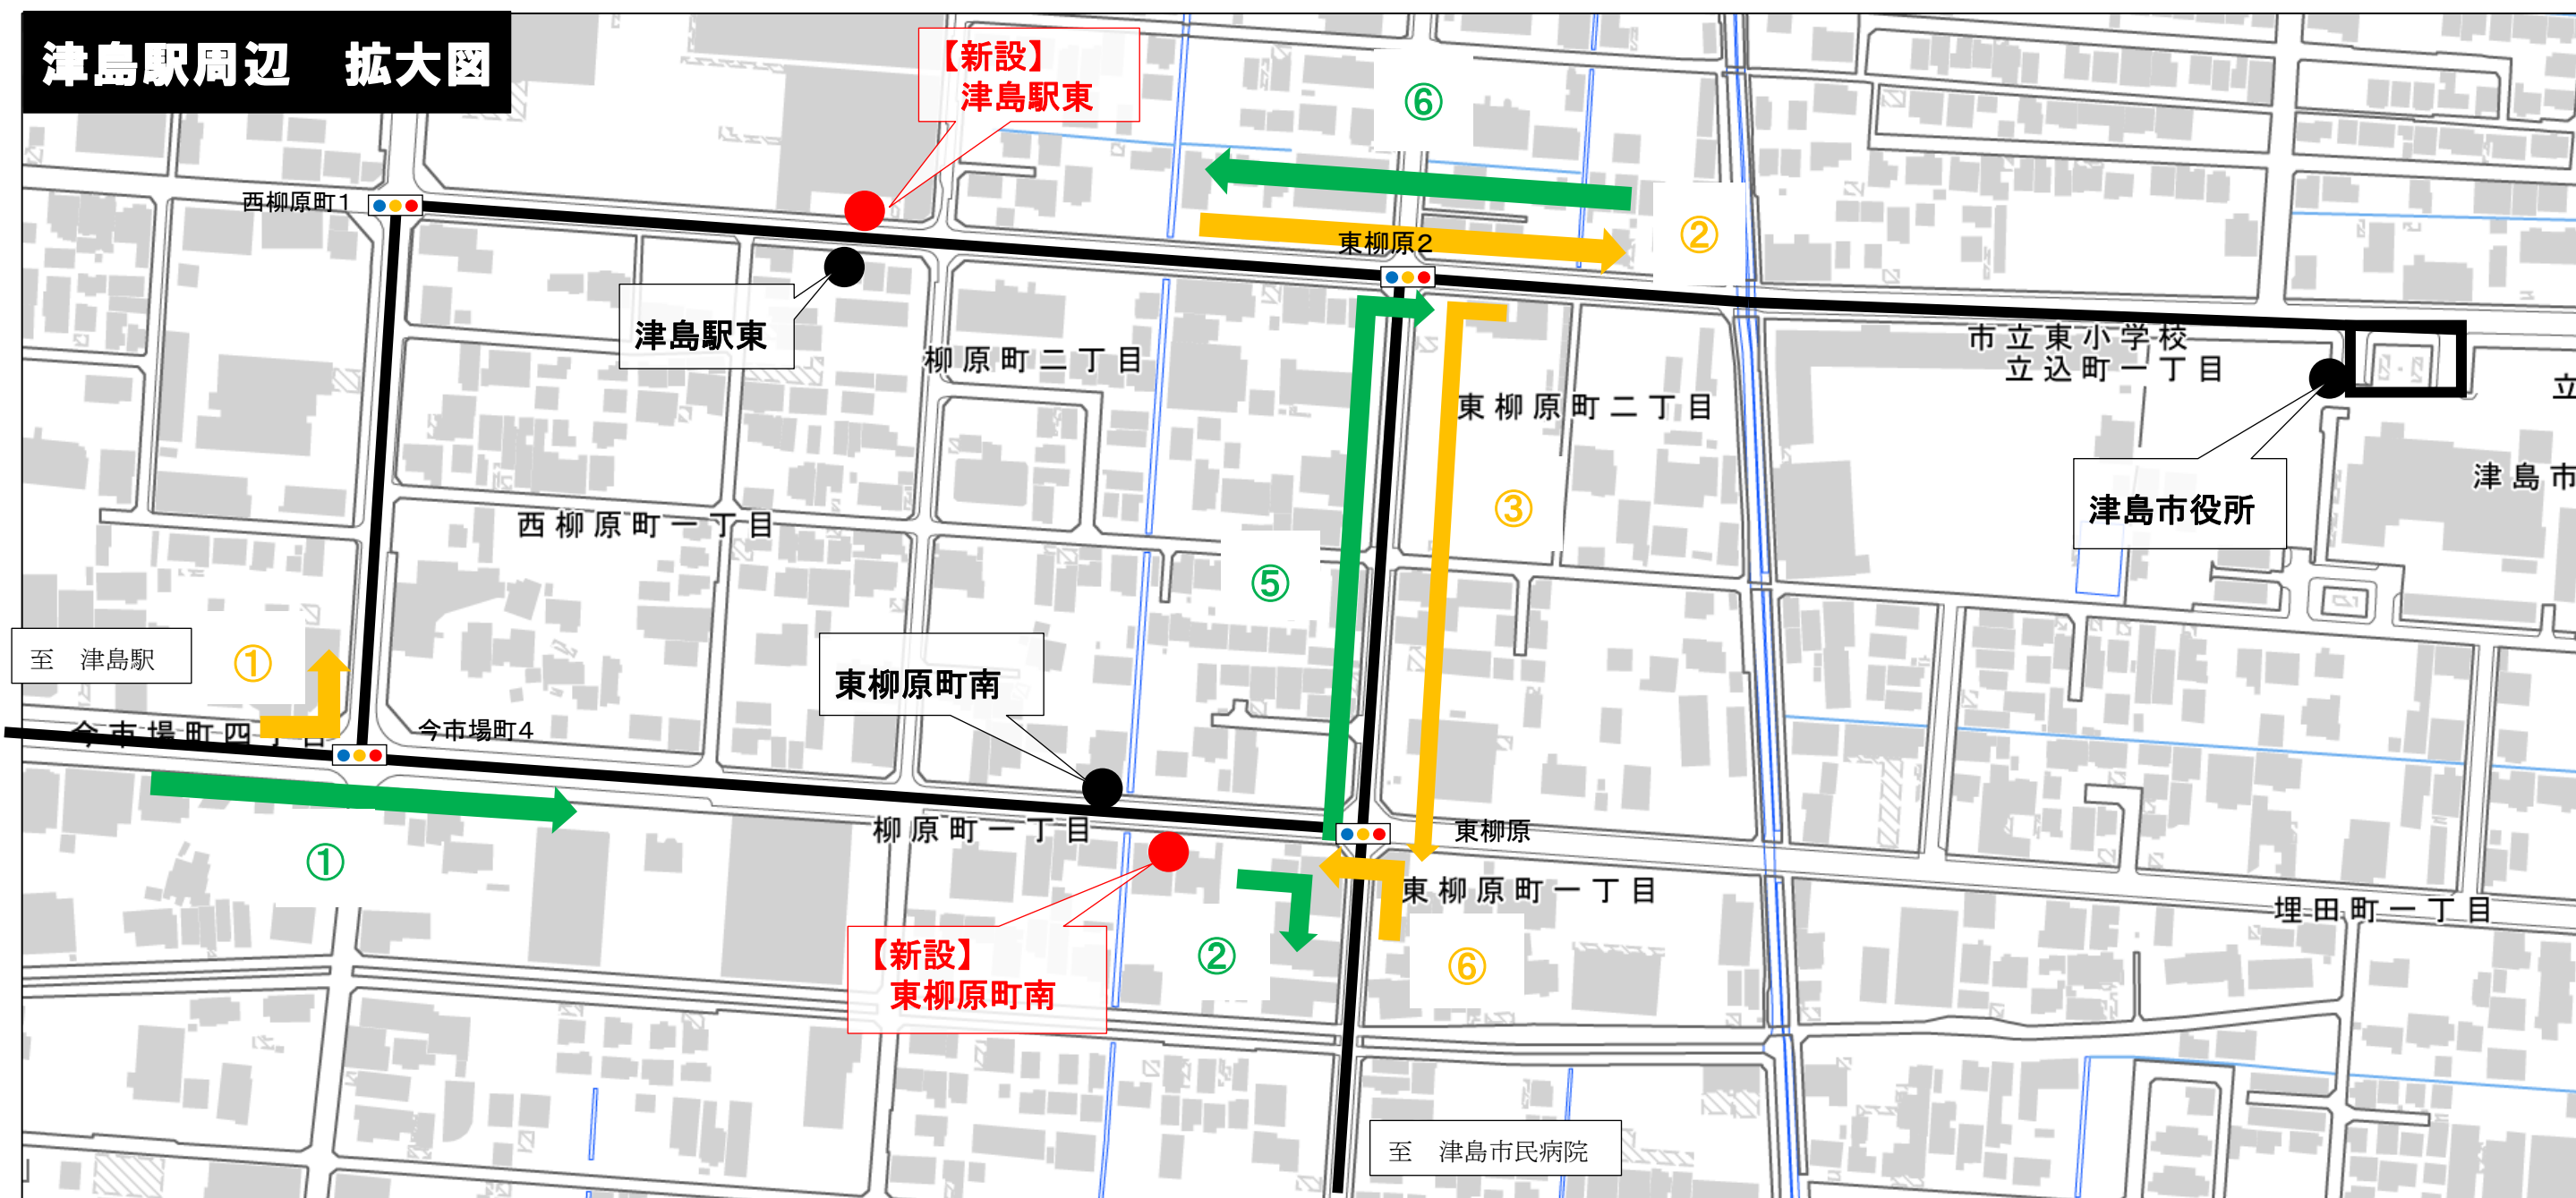 津島駅周辺　拡大図
【新設】
津島駅東
⑥
西柳原町1
②
東柳原2
津島駅東
柳原町二丁目
市立東小学校
立込町一丁目
立
東柳原町二丁目
津島市
津島市役所
③
西柳原町一丁目
⑤
至　津島駅
①
東柳原町南
今市場町四丁目
今市場町4
柳原町一丁目
東柳原
①
東柳原町一丁目
埋田町一丁目
【新設】
東柳原町南
②
⑥
至　津島市民病院